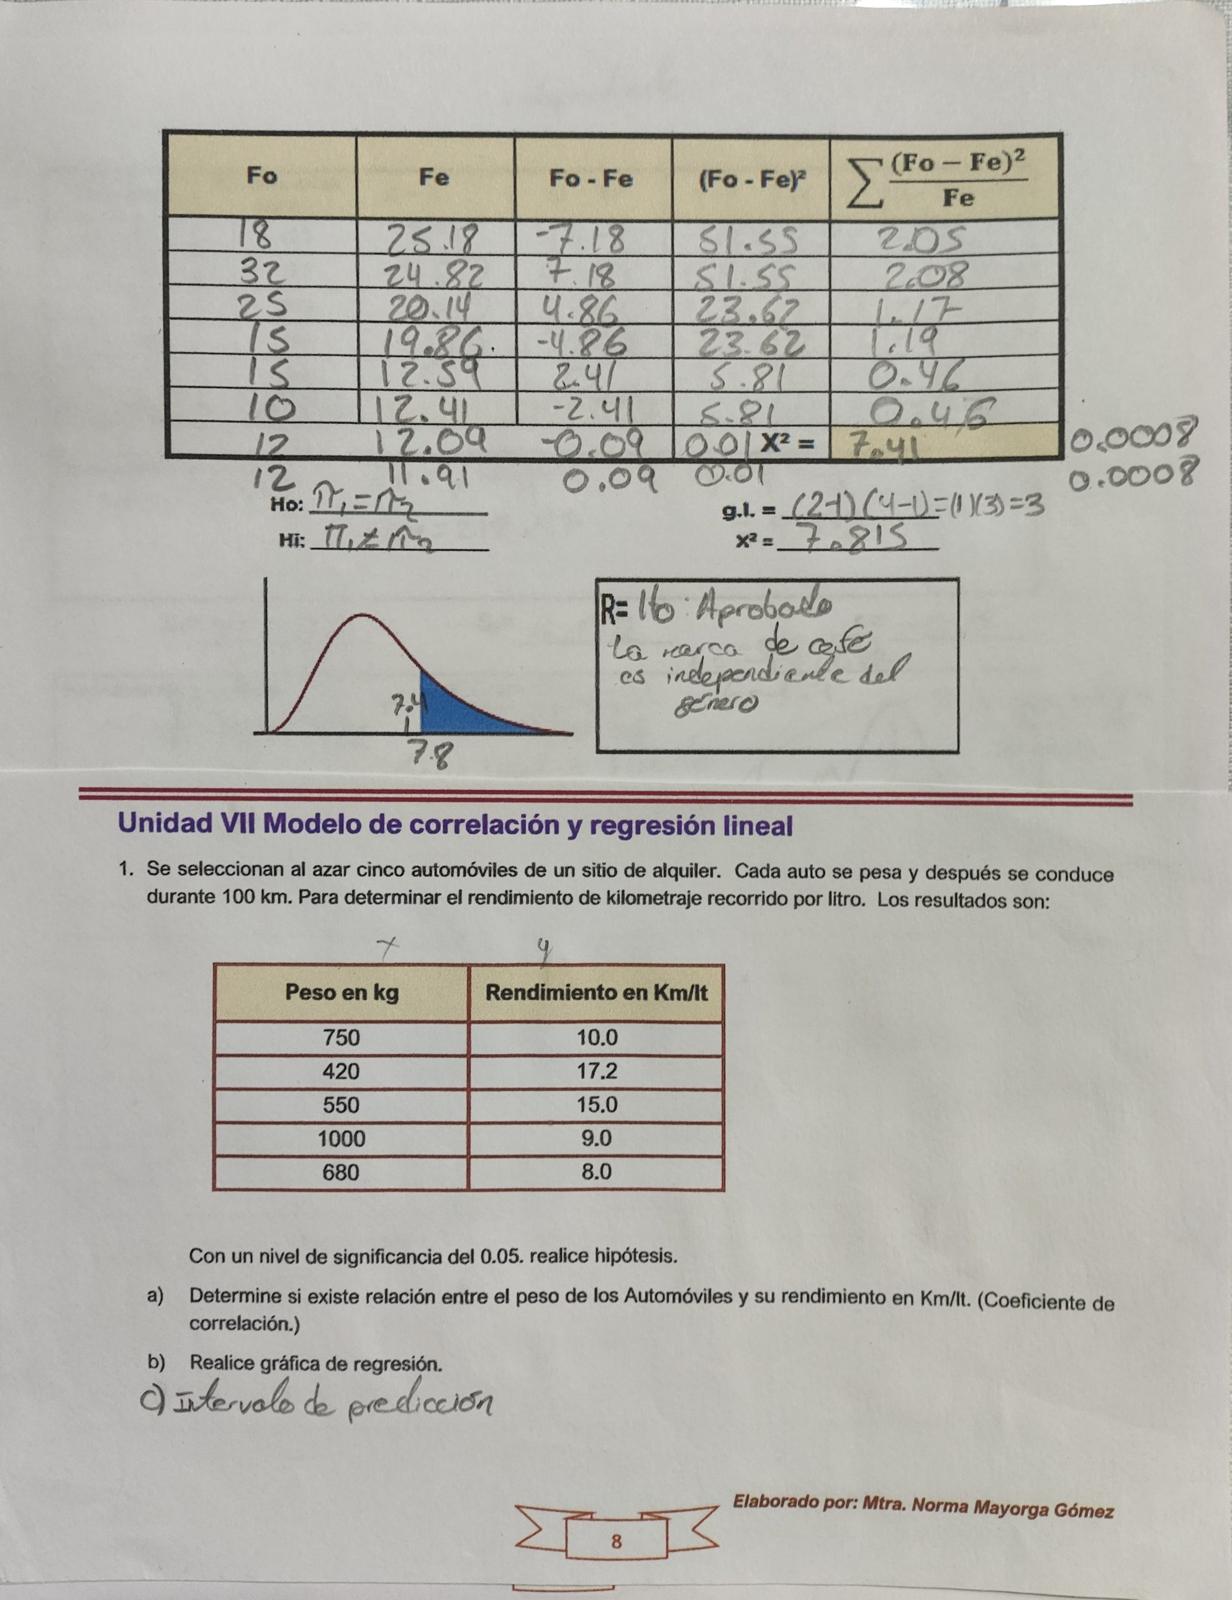 Fo Fe Fo - Fe (Fo - Fe)² ∑ (Fo − Fe)² / Fe
18 25.18 -7.18 51.55 2.05
32 24.82 7.18 51.55 2.08
25 20.14 4.86 23.62 1.17
15 19.86 -4.86 23.62 1.19
15 12.59 2.41 5.81 0.46
10 12.41 -2.41 5.81 0.46
12 12.09 -0.09 0.01 X² = 7.41 0.0008
12 11.91 0.09 0.01 0.0008
Ho: π₁=π₂ g.l. = (2-1)(4-1)=(1)(3)=3
Hi: π₁≠π₂ x² = 7.815
R= Ho: Aprobado
La marca de café
es independiente del
género
7.4
7.8
Unidad VII Modelo de correlación y regresión lineal
1. Se seleccionan al azar cinco automóviles de un sitio de alquiler. Cada auto se pesa y después se conduce
durante 100 km. Para determinar el rendimiento de kilometraje recorrido por litro. Los resultados son:
x y
Peso en kg Rendimiento en Km/lt
750 10.0
420 17.2
550 15.0
1000 9.0
680 8.0
Con un nivel de significancia del 0.05. realice hipótesis.
a) Determine si existe relación entre el peso de los Automóviles y su rendimiento en Km/lt. (Coeficiente de
correlación.)
b) Realice gráfica de regresión.
c) Intervalo de predicción
Elaborado por: Mtra. Norma Mayorga Gómez
8